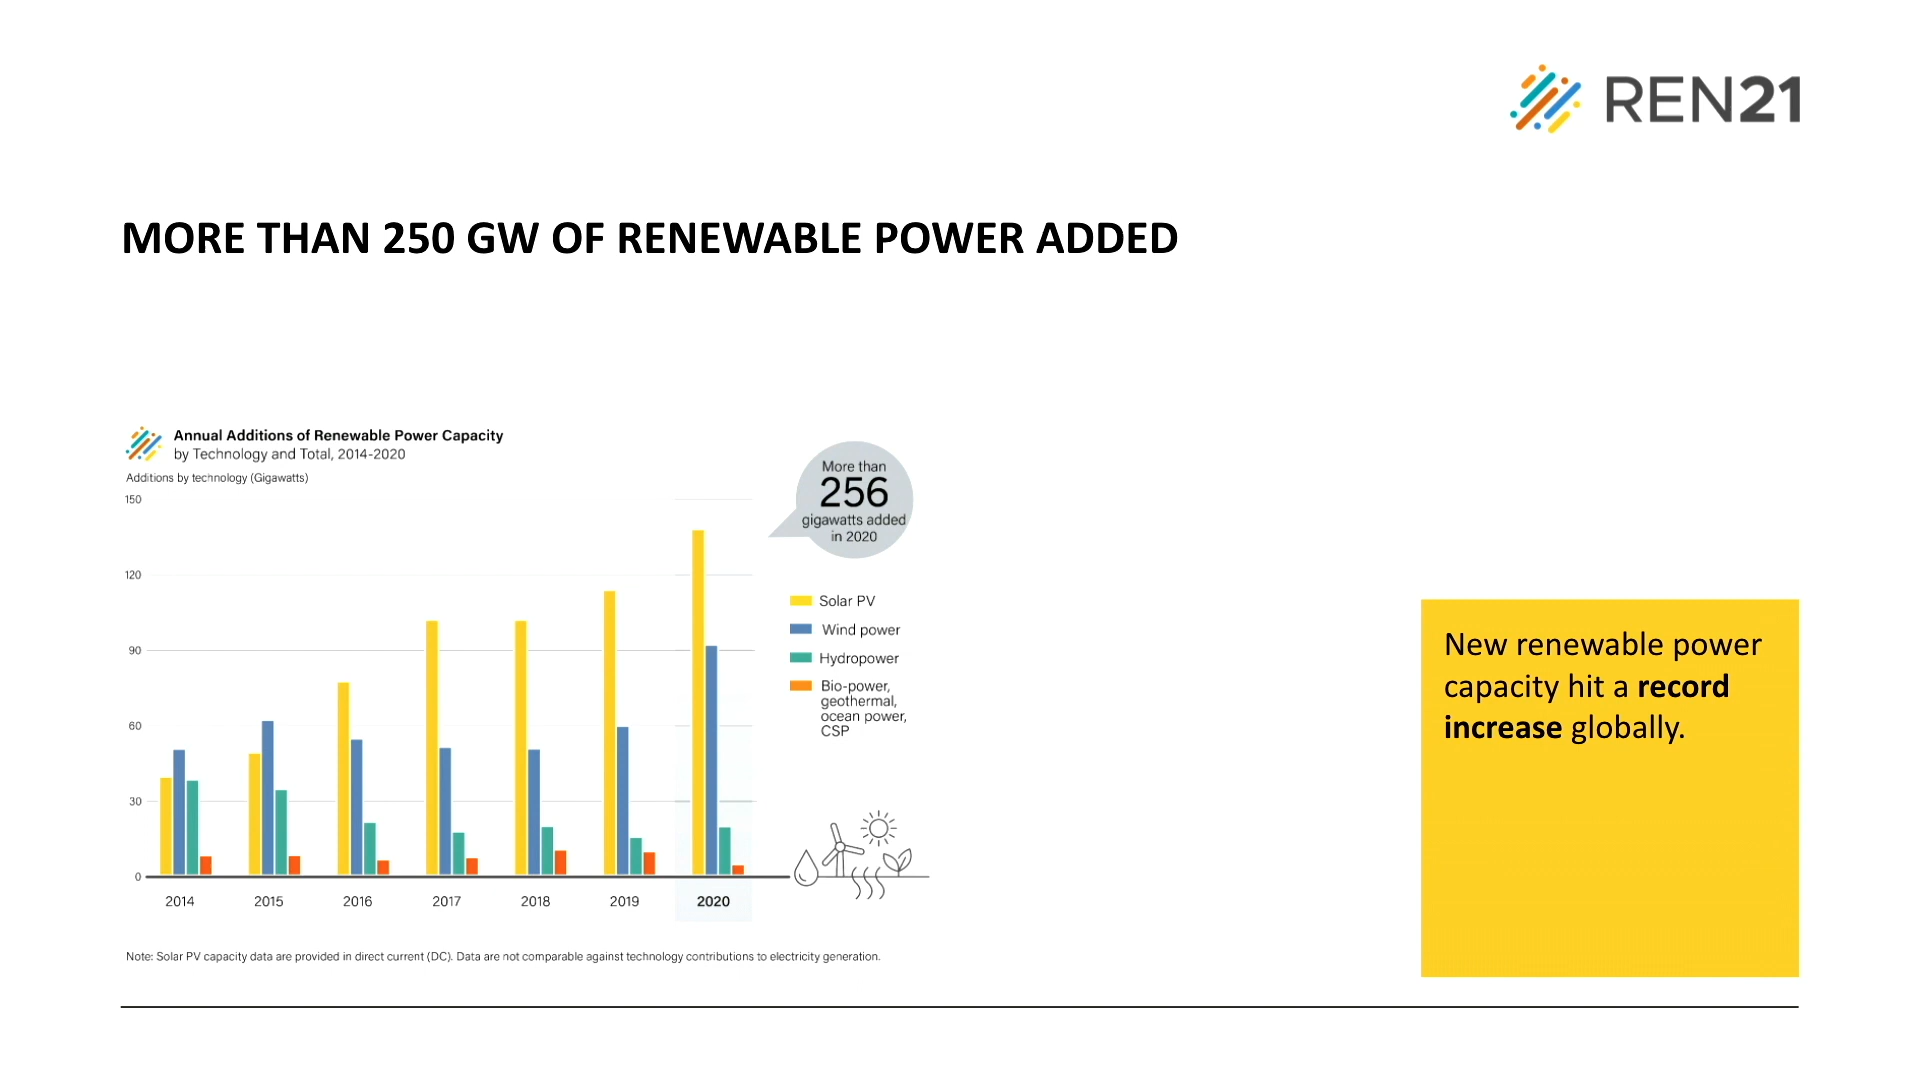 REN21
MORE THAN 250 GW OF RENEWABLE POWER ADDED
Annual Additions of Renewable Power Capacity
by Technology and Total, 2014-2020
Additions by technology (Gigawatts)
150
120
90
60
30
0
2014 2015 2016 2017 2018 2019 2020
More than
256
gigawatts added
in 2020
Solar PV
Wind power
Hydropower
Bio-power,
geothermal,
ocean power,
CSP
Note: Solar PV capacity data are provided in direct current (DC). Data are not comparable against technology contributions to electricity generation.
New renewable power
capacity hit a record
increase globally.